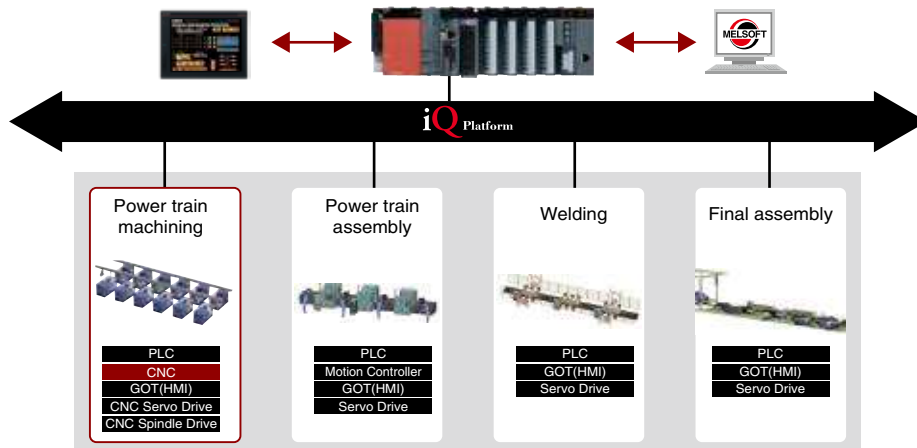 MELSOFT
iQ Platform
Power train
machining
PLC
CNC
GOT(HMI)
CNC Servo Drive
CNC Spindle Drive
Power train
assembly
PLC
Motion Controller
GOT(HMI)
Servo Drive
Welding
PLC
GOT(HMI)
Servo Drive
Final assembly
PLC
GOT(HMI)
Servo Drive